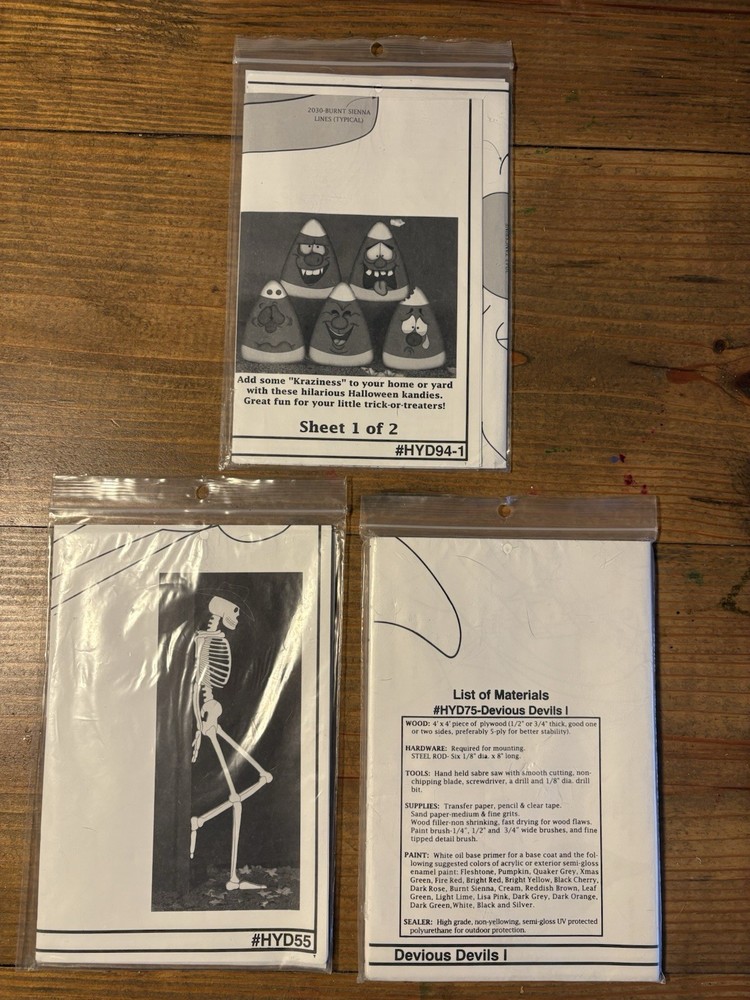 2030-BURNT SIENNA
LINES (TYPICAL)
Add some "Kraziness" to your home or yard
with these hilarious Halloween kandies.
Great fun for your little trick-or-treaters!
Sheet 1 of 2
#HYD94-1
#HYD55
List of Materials
#HYD75-Devious Devils I
WOOD: 4' x 4' piece of plywood (1/2" or 3/4" thick, good one
or two sides, preferably 5-ply for better stability).
HARDWARE: Required for mounting.
STEEL ROD- Six 1/8" dia. x 8" long.
TOOLS: Hand held sabre saw with smooth cutting, non-
chipping blade, screwdriver, a drill and 1/8" dia. drill
bit.
SUPPLIES: Transfer paper, pencil & clear tape.
Sand paper-medium & fine grits.
Wood filler-non shrinking, fast drying for wood flaws.
Paint brush-1/4", 1/2" and 3/4" wide brushes, and fine
tipped detail brush.
PAINT: White oil base primer for a base coat and the fol-
lowing suggested colors of acrylic or exterior semi-gloss
enamel paint: Fleshtone, Pumpkin, Quaker Grey, Xmas
Green, Fire Red, Bright Red, Bright Yellow, Black Cherry,
Dark Rose, Burnt Sienna, Cream, Reddish Brown, Leaf
Green, Light Lime, Lisa Pink, Dark Grey, Dark Orange,
Dark Green, White, Black and Silver.
SEALER: High grade, non-yellowing, semi-gloss UV protected
polyurethane for outdoor protection.
Devious Devils I